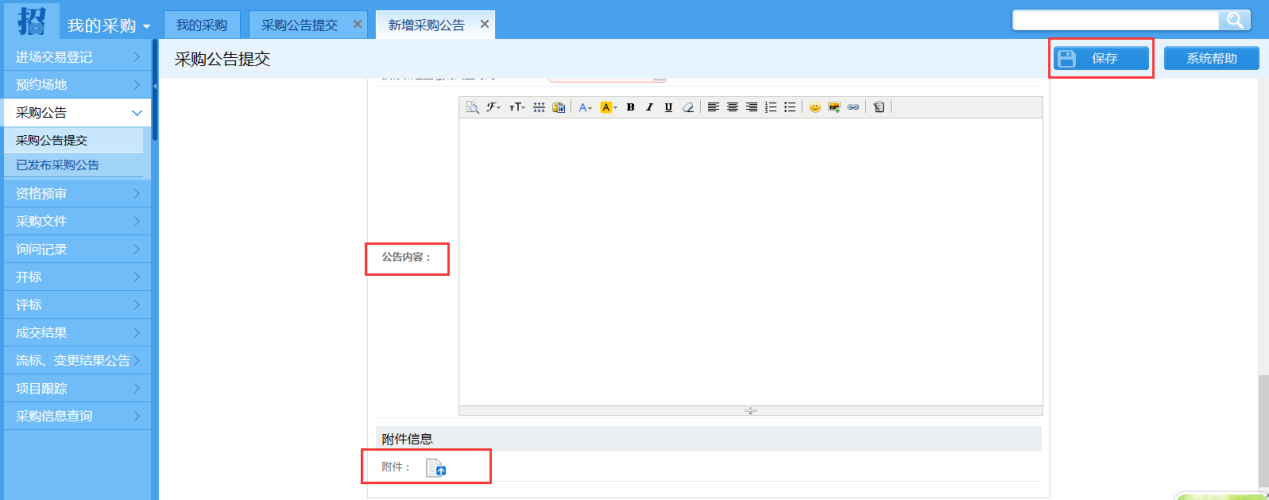 招 我的采购 我的采购 采购公告提交 新增采购公告
进场交易登记
预约场地
采购公告
采购公告提交
已发布采购公告
资格预审
采购文件
询问记录
开标
评标
成交结果
流标、变更结果公告
项目跟踪
采购信息查询
采购公告提交 保存 系统帮助
公告内容：
附件信息
附件：